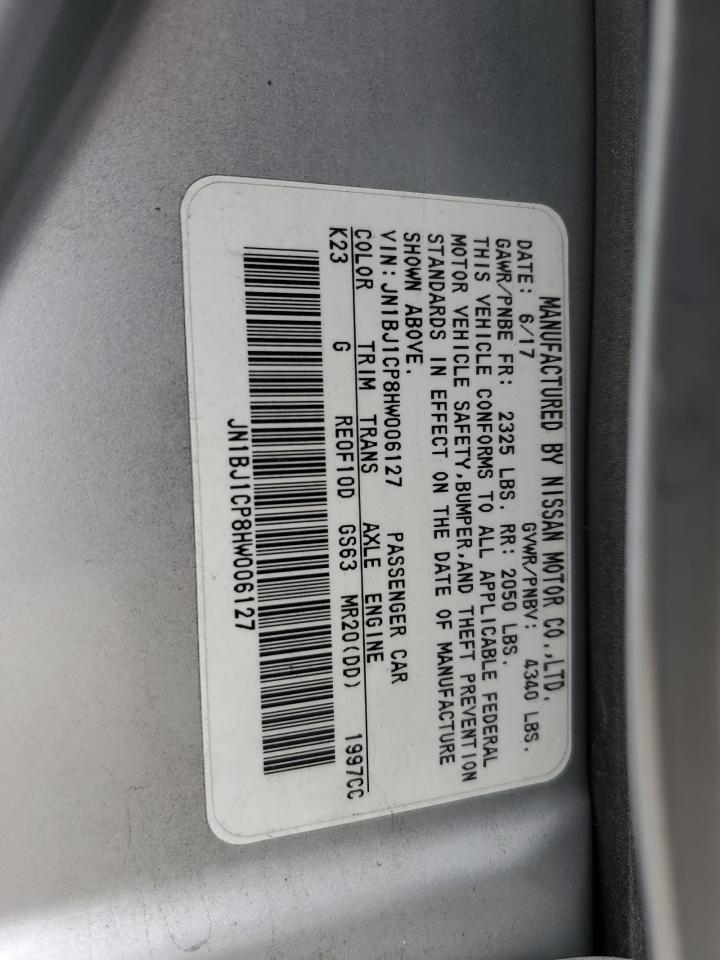 MANUFACTURED BY NISSAN MOTOR CO.,LTD.
DATE: 6/17 GVWR/PNBV: 4340 LBS.
GAWR/PNBE FR: 2325 LBS. RR: 2050 LBS.
THIS VEHICLE CONFORMS TO ALL APPLICABLE FEDERAL
MOTOR VEHICLE SAFETY,BUMPER,AND THEFT PREVENTION
STANDARDS IN EFFECT ON THE DATE OF MANUFACTURE
SHOWN ABOVE.
VIN: JN1BJ1CP8HW006127 PASSENGER CAR
COLOR TRIM TRANS AXLE ENGINE
K23 G RE0F10D GS63 MR20(DD) 1997CC
JN1BJ1CP8HW006127